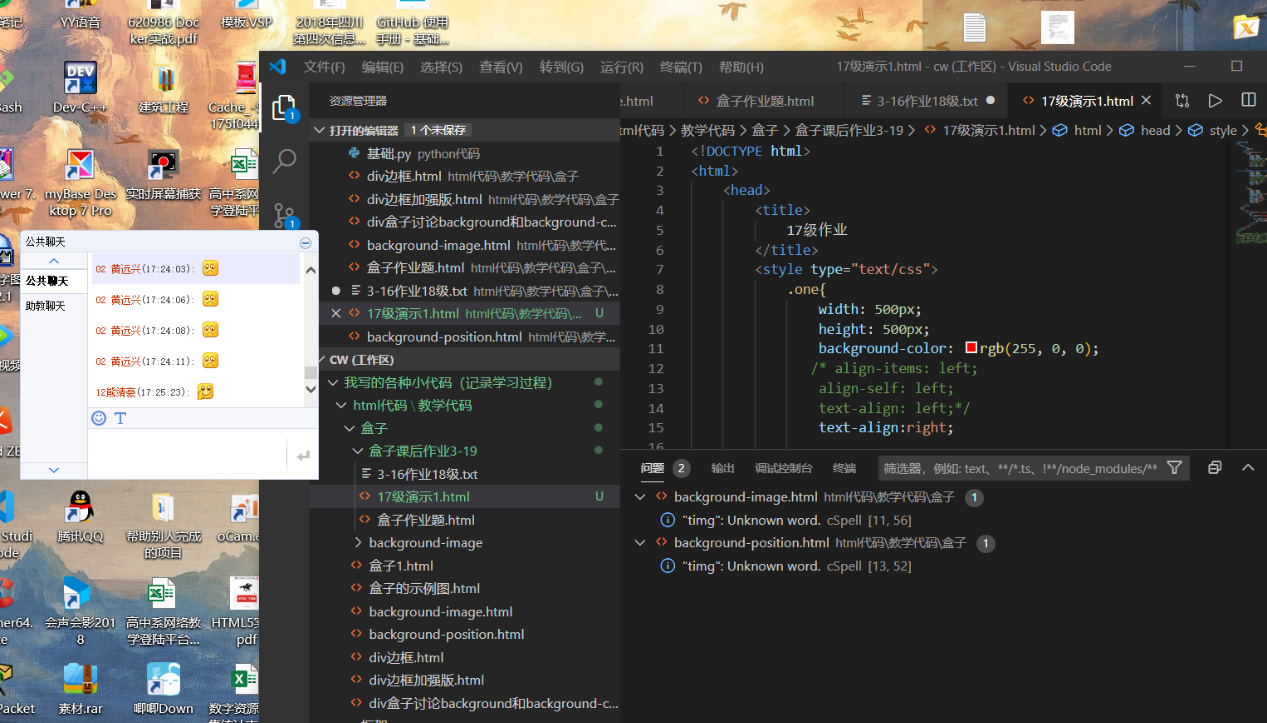 笔记
YY语音
620986 Doc
ker实战.pdf
模板.VSP
2018年四川
第四次信息...
GitHub 使用
手册 - 基础...
Bash
Dev-C++
建筑工程
Cache_-
175f044
myBase Des
ktop 7 Pro
实时屏幕捕获
高中系网
学登陆平
公共聊天
公共聊天
助教聊天
02 黄远兴(17:24:03):
02 黄远兴(17:24:06):
02 黄远兴(17:24:08):
02 黄远兴(17:24:11):
12熊靖豪(17:25:23):
腾讯QQ
帮助别人完成
的项目
oCam.e
会声会影201
8
高中系网络教
学登陆平台...
HTML5
pdf
Packet
素材.rar
唧唧Down
数字资源
文件(F) 编辑(E) 选择(S) 查看(V) 转到(G) 运行(R) 终端(T) 帮助(H)
17级演示1.html - cw (工作区) - Visual Studio Code
资源管理器
打开的编辑器 1 个未保存
基础.py python代码
div边框.html html代码\教学代码\盒子
div边框加强版.html html代码\教学代码\盒子
div盒子讨论background和background-c...
background-image.html html代码\教学代...
盒子作业题.html html代码\教学代码\盒子\...
3-16作业18级.txt html代码\教学代码\盒子\...
17级演示1.html html代码\教学代码\... U
background-position.html html代码\教学...
CW (工作区)
我写的各种小代码（记录学习过程）
html代码 \ 教学代码
盒子
盒子课后作业3-19
3-16作业18级.txt
17级演示1.html U
盒子作业题.html
background-image
盒子1.html
盒子的示例图.html
background-image.html
background-position.html
div边框.html
div边框加强版.html
div盒子讨论background和background-c...
e.html 盒子作业题.html 3-16作业18级.txt 17级演示1.html
tml代码 > 教学代码 > 盒子 > 盒子课后作业3-19 > 17级演示1.html > html > head > style >
1 <!DOCTYPE html>
2 <html>
3 <head>
4 <title>
5 17级作业
6 </title>
7 <style type="text/css">
8 .one{
9 width: 500px;
10 height: 500px;
11 background-color: rgb(255, 0, 0);
12 /* align-items: left;
13 align-self: left;
14 text-align: left;*/
15 text-align:right;
16
问题 2 输出 调试控制台 终端 筛选器，例如: text、**/*.ts、!**/node_modules/**
background-image.html html代码\教学代码\盒子 1
"timg": Unknown word. cSpell [11, 56]
background-position.html html代码\教学代码\盒子 1
"timg": Unknown word. cSpell [13, 52]